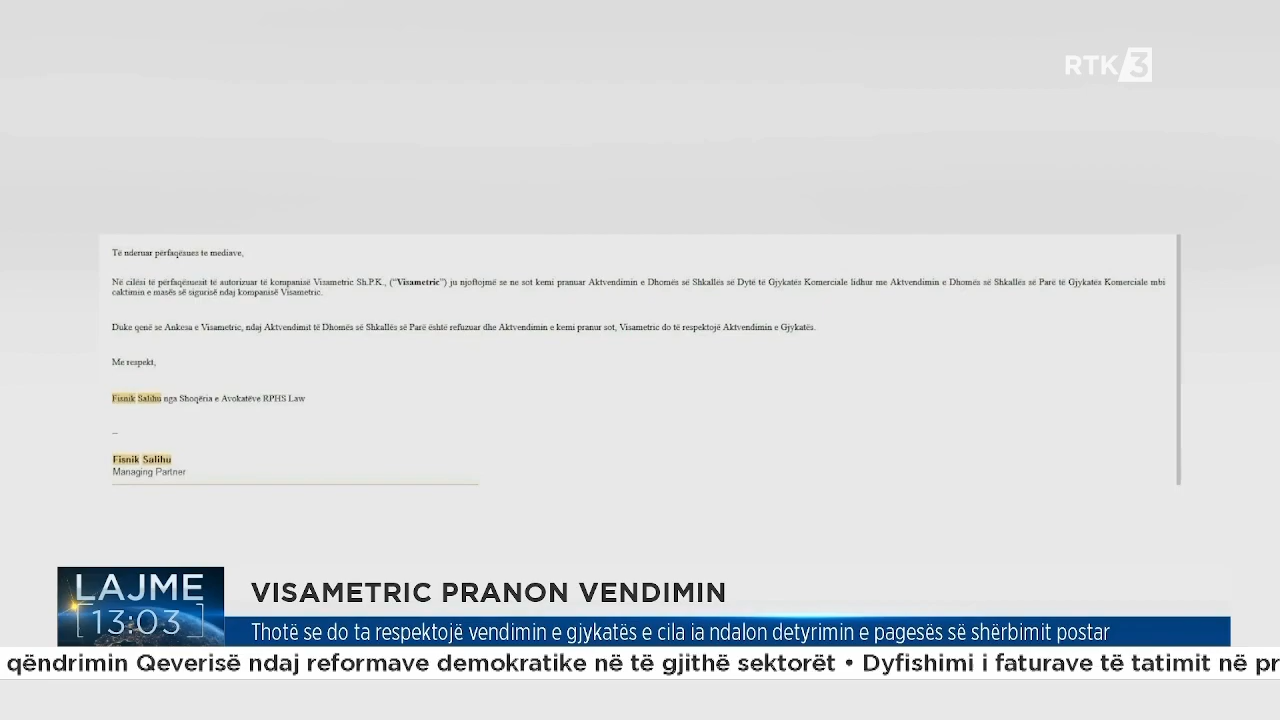 RTK 3
Të nderuar përfaqësues te mediave,
Në cilësi të përfaqësuesit të autorizuar të kompanisë Visametric Sh.P.K., ("Visametric") ju njoftojmë se ne sot kemi pranuar Aktvendimin e Dhomës së Shkallës së Dytë të Gjykatës Komerciale lidhur me Aktvendimin e Dhomës së Shkallës së Parë të Gjykatës Komerciale mbi
caktimin e masës së sigurisë ndaj kompanisë Visametric.
Duke qenë se Ankesa e Visametric, ndaj Aktvendimit të Dhomës së Shkallës së Parë është refuzuar dhe Aktvendimin e kemi pranur sot, Visametric do të respektojë Aktvendimin e Gjykatës.
Me respekt,
Fisnik Salihu nga Shoqëria e Avokatëve RPHS Law
--
Fisnik Salihu
Managing Partner
LAJME
13:03
VISAMETRIC PRANON VENDIMIN
Thotë se do ta respektojë vendimin e gjykatës e cila ia ndalon detyrimin e pagesës së shërbimit postar
qëndrimin Qeverisë ndaj reformave demokratike në të gjithë sektorët • Dyfishimi i faturave të tatimit në pr